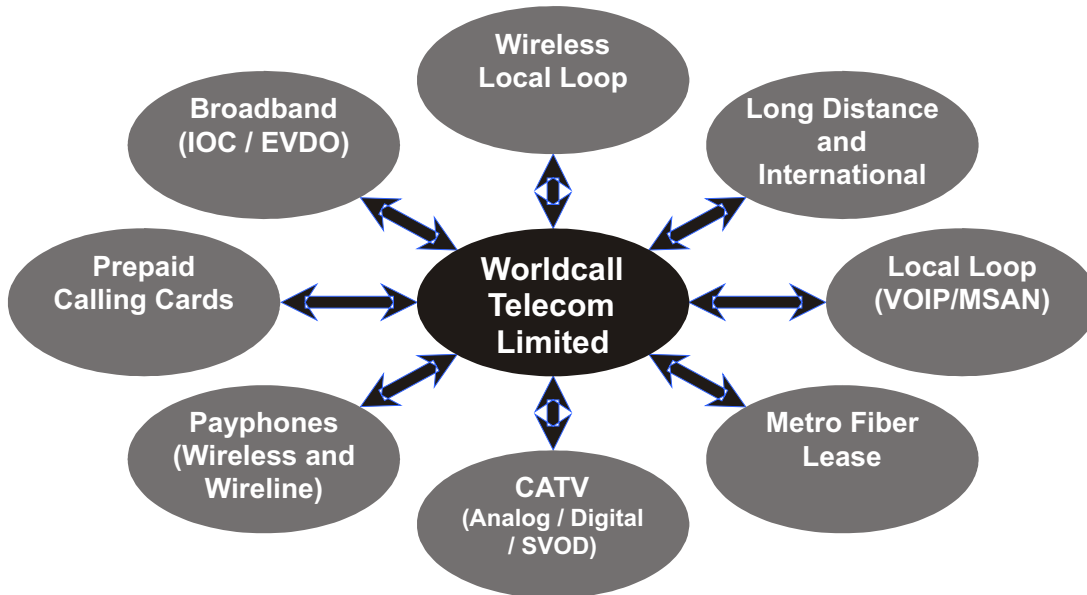 Wireless
Local Loop
Broadband
(IOC / EVDO)
Long Distance
and
International
Prepaid
Calling Cards
Worldcall
Telecom
Limited
Local Loop
(VOIP/MSAN)
Payphones
(Wireless and
Wireline)
CATV
(Analog / Digital
/ SVOD)
Metro Fiber
Lease